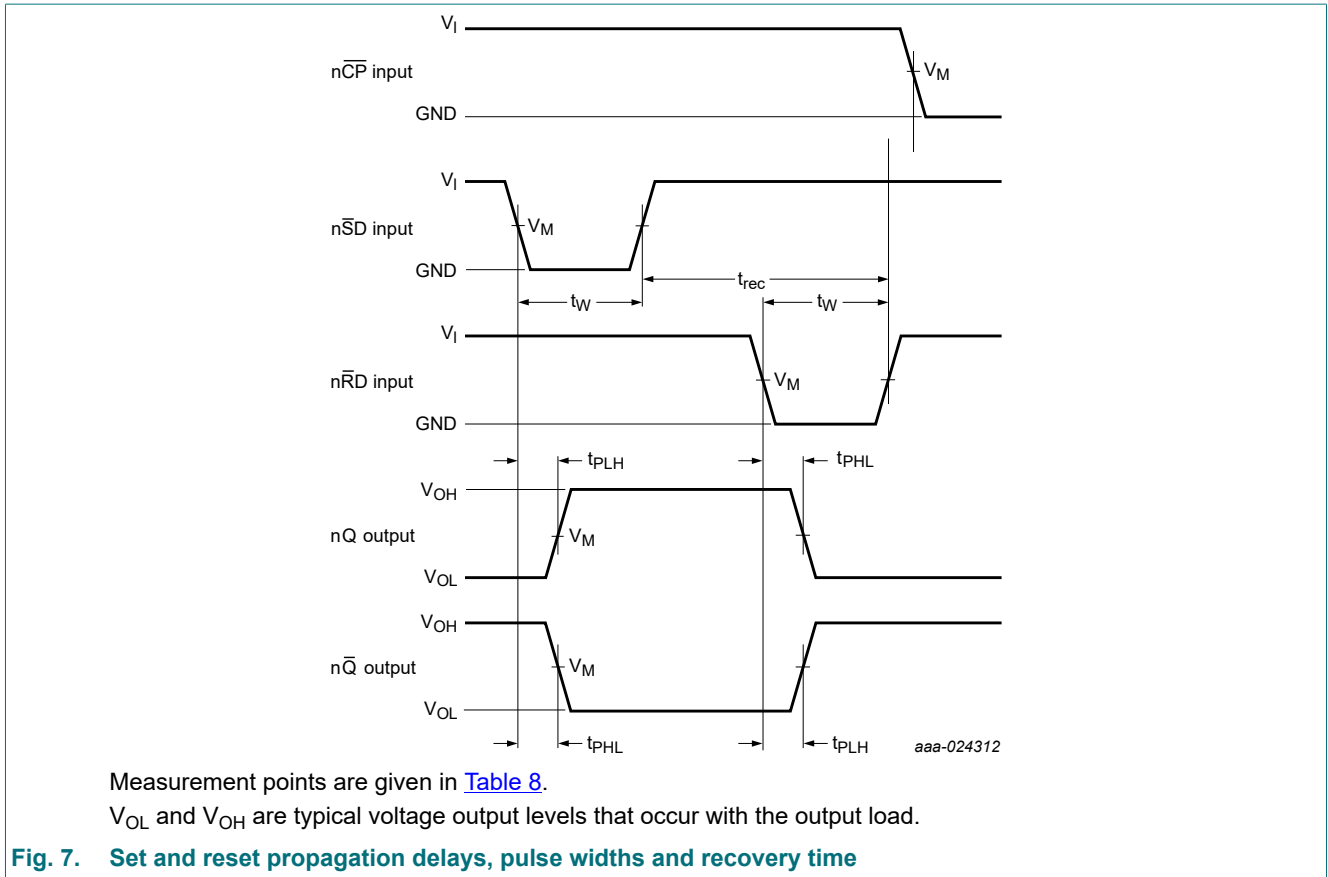 V_I
nC̅P̅ input
V_M
GND
V_I
nS̅D input
V_M
GND
t_rec
t_W
t_W
V_I
nR̅D input
V_M
GND
t_PLH
t_PHL
V_OH
nQ output
V_M
V_OL
V_OH
nQ̅ output
V_M
V_OL
t_PHL
t_PLH
aaa-024312
Measurement points are given in Table 8.
V_OL and V_OH are typical voltage output levels that occur with the output load.
Fig. 7. Set and reset propagation delays, pulse widths and recovery time